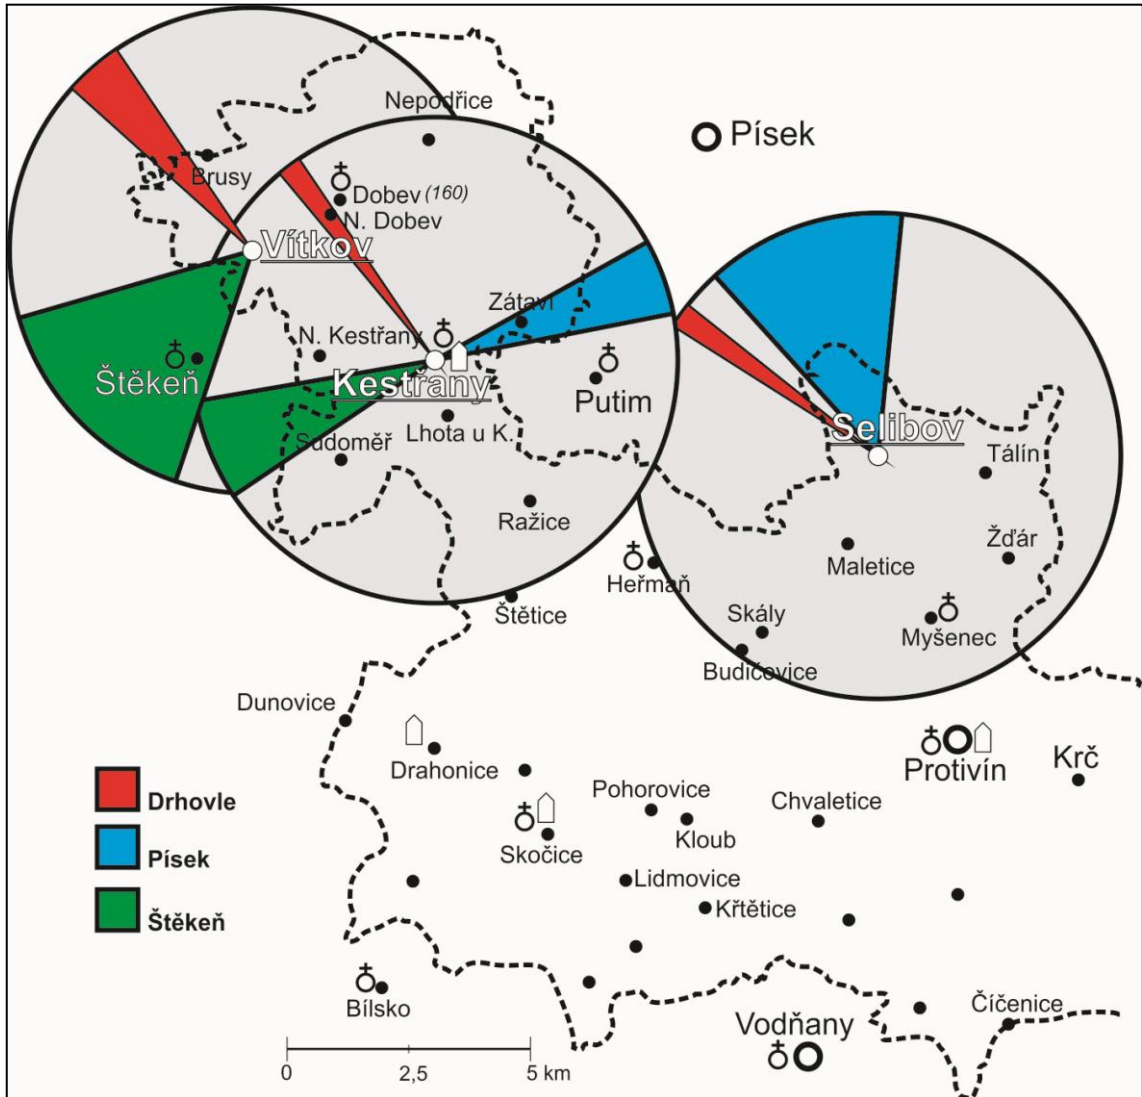 Nepodřice
Písek
Brusy
Dobev (160)
N. Dobev
Vítkov
Zátaví
N. Kestřany
Štěkeň
Kestřany
Putim
Lhota u K.
Selibov
Sudoměř
Tálín
Ražice
Maletice
Žďár
Heřmaň
Štětice
Skály
Myšenec
Budičovice
Dunovice
Drahonice
Protivín
Krč
Drhovle
Pohorovice
Chvaletice
Kloub
Skočice
Písek
Lidmovice
Křtětice
Štěkeň
Bílsko
Číčenice
Vodňany
0
2,5
5 km